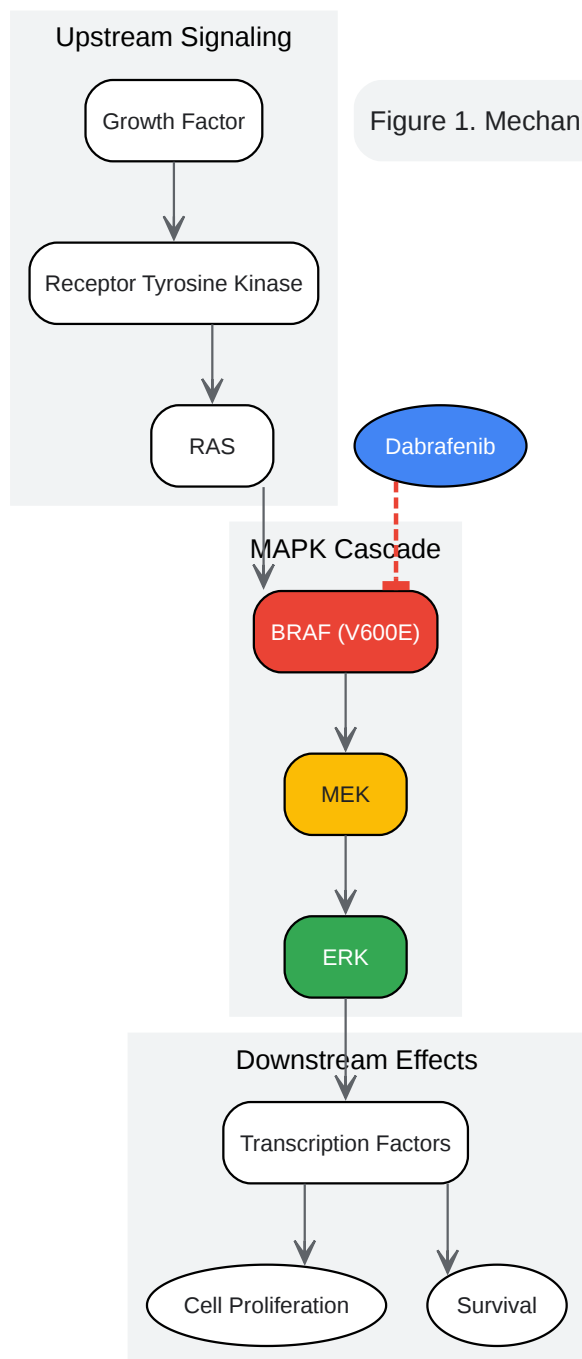 Upstream Signaling
Growth Factor
Figure 1. Mechan
Receptor Tyrosine Kinase
RAS
Dabrafenib
MAPK Cascade
BRAF (V600E)
MEK
ERK
Downstream Effects
Transcription Factors
Cell Proliferation
Survival